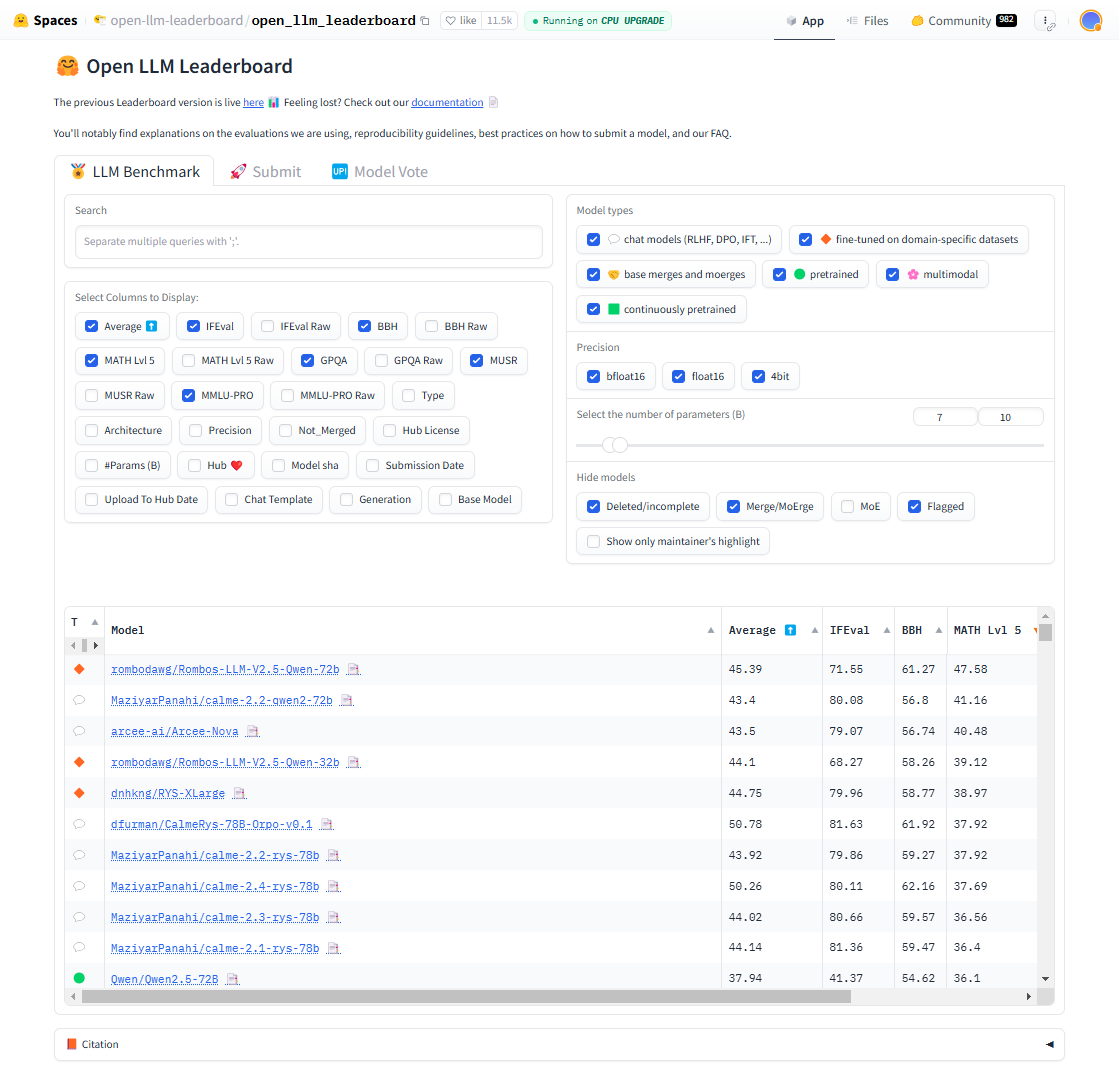 Spaces open-llm-leaderboard/open_llm_leaderboard like 11.5k Running on CPU UPGRADE App Files Community 982
Open LLM Leaderboard
The previous Leaderboard version is live here 📊 Feeling lost? Check out our documentation
You'll notably find explanations on the evaluations we are using, reproducibility guidelines, best practices on how to submit a model, and our FAQ.
LLM Benchmark Submit UP! Model Vote
Search
Separate multiple queries with ';'.
Select Columns to Display:
Average IFEval IFEval Raw BBH BBH Raw
MATH Lvl 5 MATH Lvl 5 Raw GPQA GPQA Raw MUSR
MUSR Raw MMLU-PRO MMLU-PRO Raw Type
Architecture Precision Not_Merged Hub License
#Params (B) Hub ❤️ Model sha Submission Date
Upload To Hub Date Chat Template Generation Base Model
Model types
chat models (RLHF, DPO, IFT, ...) fine-tuned on domain-specific datasets
base merges and moerges pretrained multimodal
continuously pretrained
Precision
bfloat16 float16 4bit
Select the number of parameters (B) 7 10
Hide models
Deleted/incomplete Merge/MoErge MoE Flagged
Show only maintainer's highlight
T Model Average IFEval BBH MATH Lvl 5
rombodawg/Rombos-LLM-V2.5-Qwen-72b 45.39 71.55 61.27 47.58
MaziyarPanahi/calme-2.2-qwen2-72b 43.4 80.08 56.8 41.16
arcee-ai/Arcee-Nova 43.5 79.07 56.74 40.48
rombodawg/Rombos-LLM-V2.5-Qwen-32b 44.1 68.27 58.26 39.12
dnhkng/RYS-XLarge 44.75 79.96 58.77 38.97
dfurman/CalmeRys-78B-Orpo-v0.1 50.78 81.63 61.92 37.92
MaziyarPanahi/calme-2.2-rys-78b 43.92 79.86 59.27 37.92
MaziyarPanahi/calme-2.4-rys-78b 50.26 80.11 62.16 37.69
MaziyarPanahi/calme-2.3-rys-78b 44.02 80.66 59.57 36.56
MaziyarPanahi/calme-2.1-rys-78b 44.14 81.36 59.47 36.4
Qwen/Qwen2.5-72B 37.94 41.37 54.62 36.1
Citation